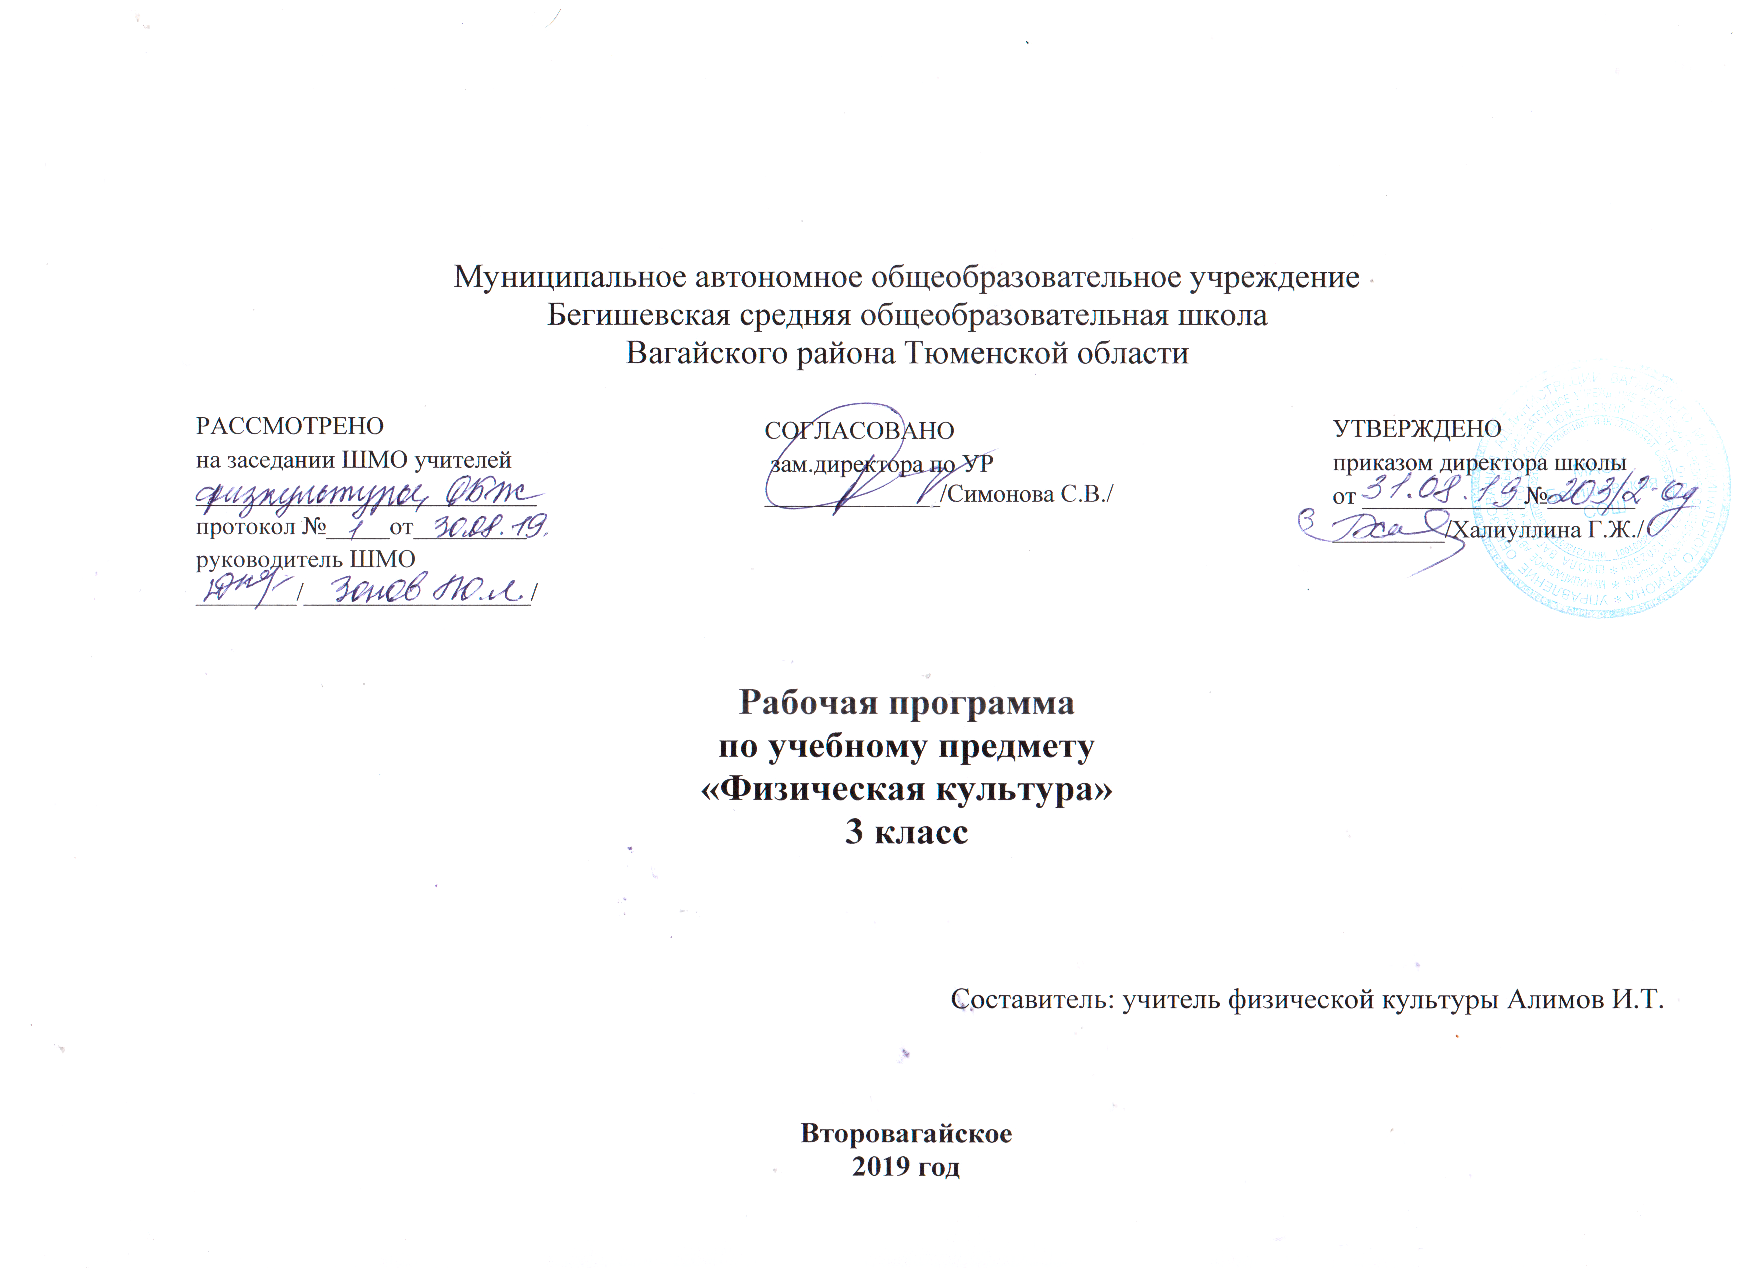 Муниципальное автономное общеобразовательное учреждение
Бегишевская средняя общеобразовательная школа
Вагайского района Тюменской области
РАССМОТРЕНО
на заседании ШМО учителей
физкультуры, ОБЖ
протокол № 1 от 30.08.19.
руководитель ШМО
/ Зонов Ю.Л. /
СОГЛАСОВАНО
зам.директора по УР
/Симонова С.В./
УТВЕРЖДЕНО
приказом директора школы
от 31.08.19 № 203/2-од
/Халиуллина Г.Ж./
Рабочая программа
по учебному предмету
«Физическая культура»
3 класс
Составитель: учитель физической культуры Алимов И.Т.
Второвагайское
2019 год